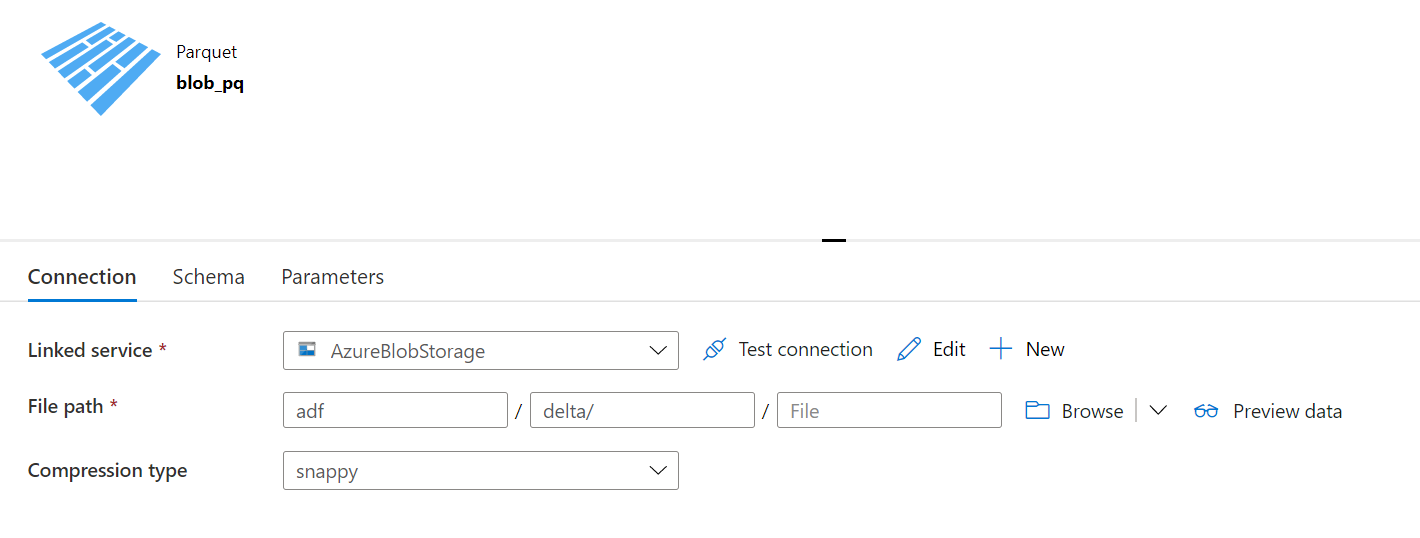 Parquet
blob_pq
Connection Schema Parameters
Linked service * AzureBlobStorage Test connection Edit New
File path * adf / delta/ / File Browse Preview data
Compression type snappy